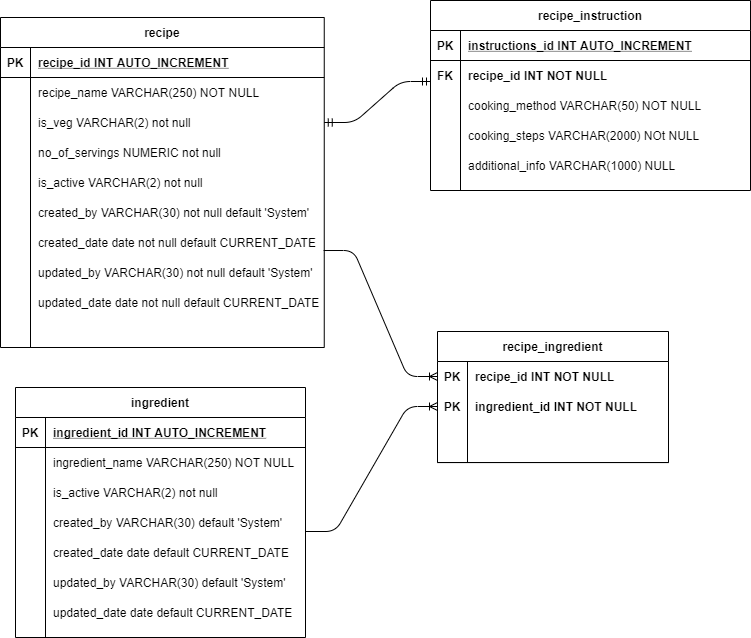 recipe
PK recipe_id INT AUTO_INCREMENT
recipe_name VARCHAR(250) NOT NULL
is_veg VARCHAR(2) not null
no_of_servings NUMERIC not null
is_active VARCHAR(2) not null
created_by VARCHAR(30) not null default 'System'
created_date date not null default CURRENT_DATE
updated_by VARCHAR(30) not null default 'System'
updated_date date not null default CURRENT_DATE
recipe_instruction
PK instructions_id INT AUTO_INCREMENT
FK recipe_id INT NOT NULL
cooking_method VARCHAR(50) NOT NULL
cooking_steps VARCHAR(2000) NOt NULL
additional_info VARCHAR(1000) NULL
recipe_ingredient
PK recipe_id INT NOT NULL
PK ingredient_id INT NOT NULL
ingredient
PK ingredient_id INT AUTO_INCREMENT
ingredient_name VARCHAR(250) NOT NULL
is_active VARCHAR(2) not null
created_by VARCHAR(30) default 'System'
created_date date default CURRENT_DATE
updated_by VARCHAR(30) default 'System'
updated_date date default CURRENT_DATE